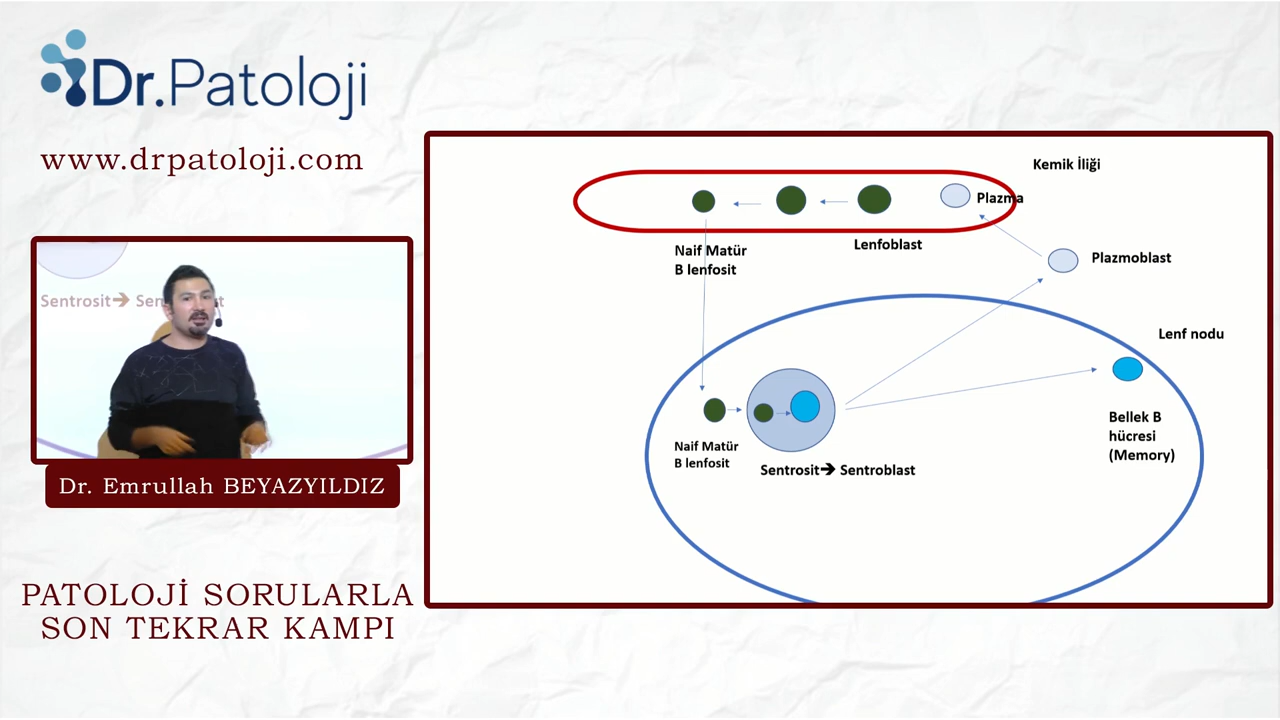 Dr.Patoloji
www.drpatoloji.com
Sentrosit➔ Sen
t
Dr. Emrullah BEYAZYILDIZ
PATOLOJİ SORULARLA
SON TEKRAR KAMPI
Kemik İliği
Plazma
Naif Matür
B lenfosit
Lenfoblast
Plazmoblast
Lenf nodu
Naif Matür
B lenfosit
Sentrosit➔ Sentroblast
Bellek B
hücresi
(Memory)